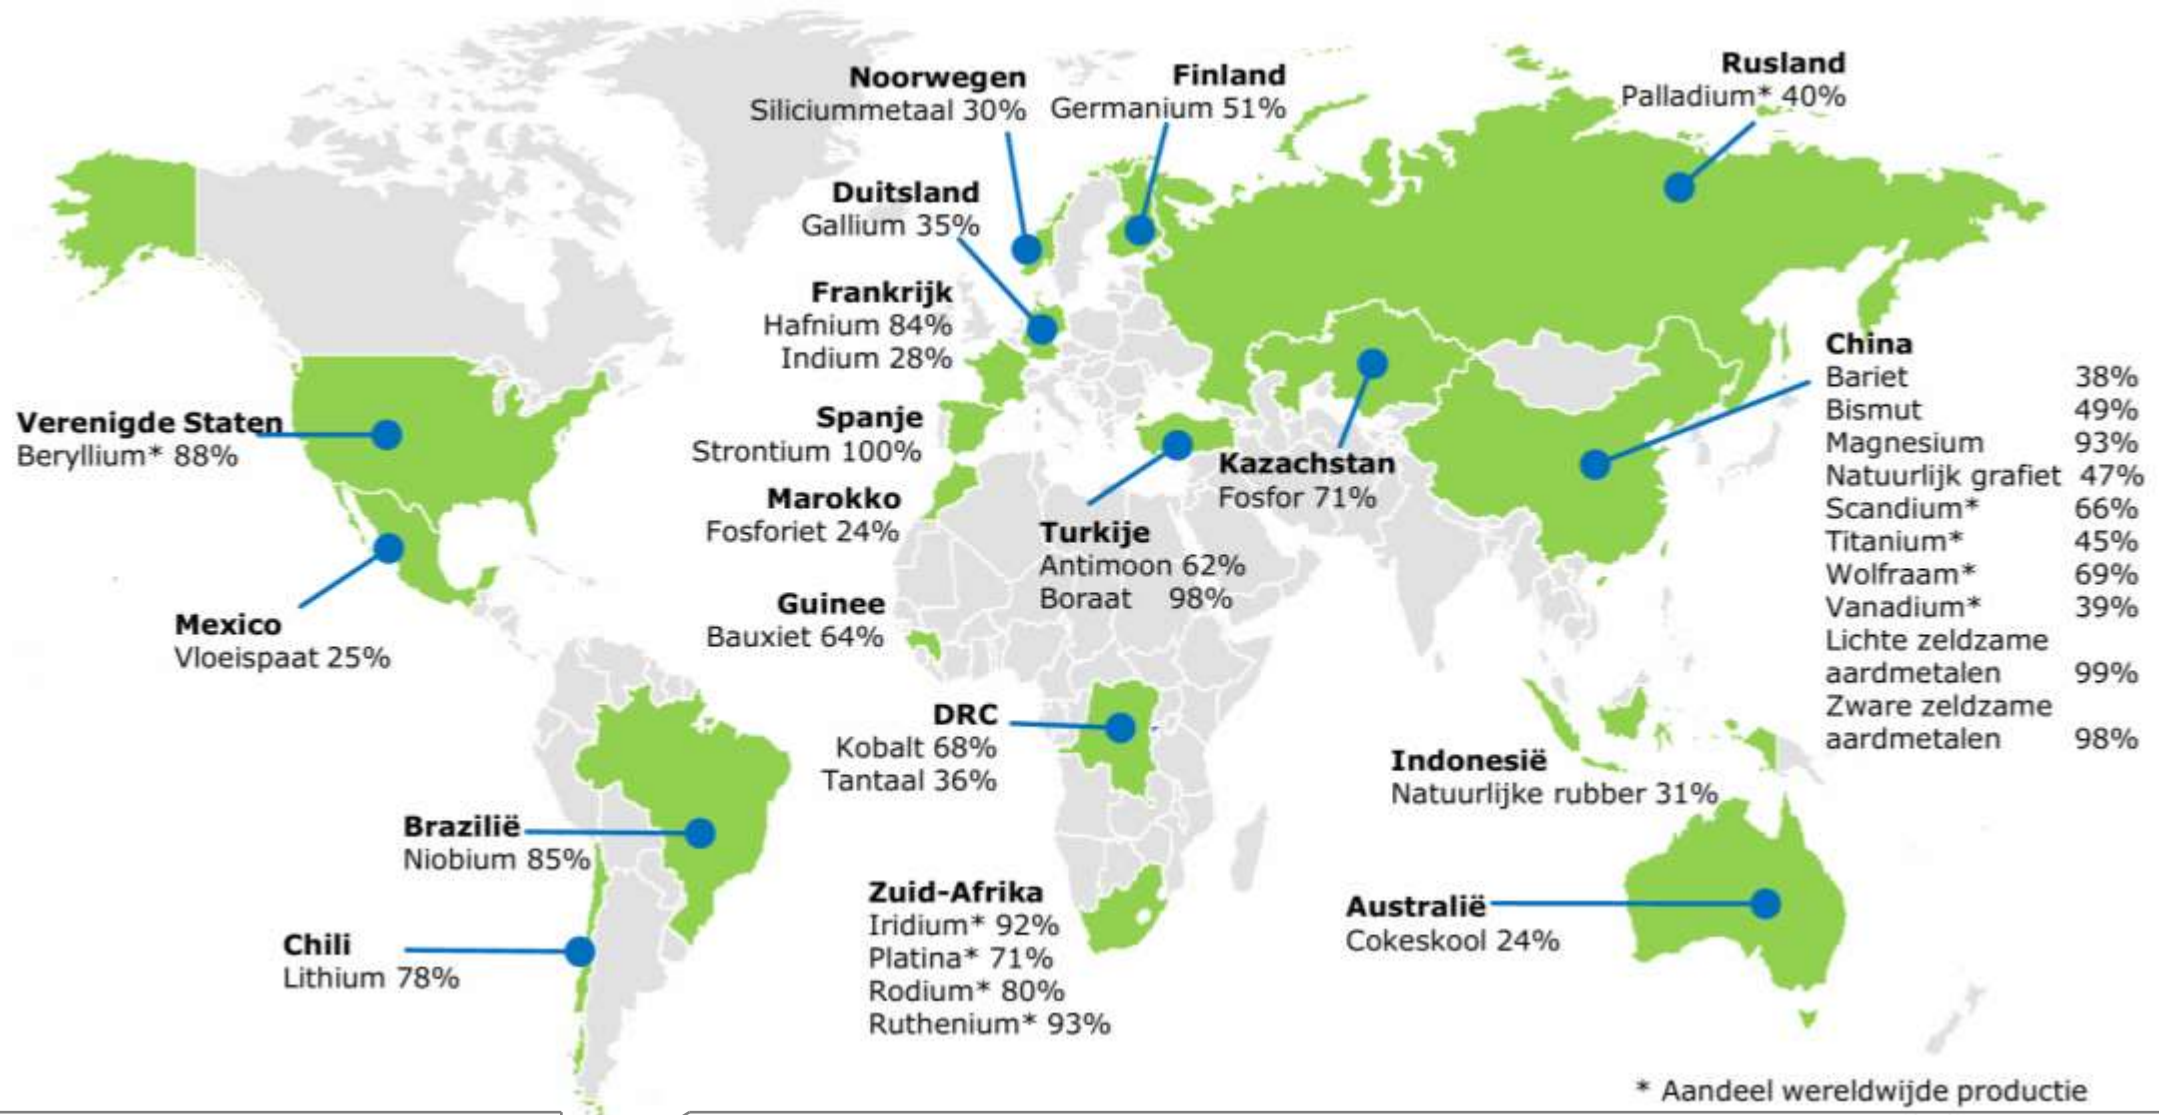 Noorwegen
Siliciummetaal 30%
Finland
Germanium 51%
Rusland
Palladium* 40%
Duitsland
Gallium 35%
Frankrijk
Hafnium 84%
Indium 28%
China
Bariet 38%
Bismut 49%
Magnesium 93%
Natuurlijk grafiet 47%
Scandium* 66%
Titanium* 45%
Wolfraam* 69%
Vanadium* 39%
Lichte zeldzame
aardmetalen 99%
Zware zeldzame
aardmetalen 98%
Verenigde Staten
Beryllium* 88%
Spanje
Strontium 100%
Kazachstan
Fosfor 71%
Marokko
Fosforiet 24%
Turkije
Antimoon 62%
Boraat 98%
Mexico
Vloeispaat 25%
Guinee
Bauxiet 64%
DRC
Kobalt 68%
Tantaal 36%
Indonesië
Natuurlijke rubber 31%
Brazilië
Niobium 85%
Zuid-Afrika
Iridium* 92%
Platina* 71%
Rodium* 80%
Ruthenium* 93%
Australië
Cokeskool 24%
Chili
Lithium 78%
* Aandeel wereldwijde productie